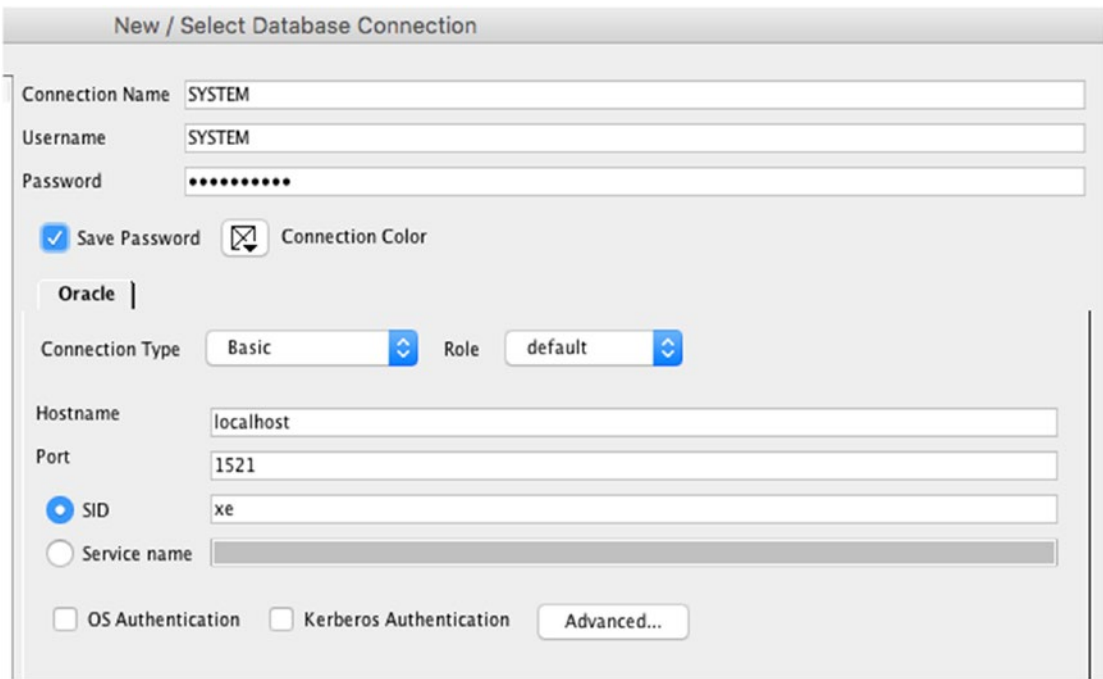 New / Select Database Connection
Connection Name SYSTEM
Username SYSTEM
Password ••••••••••
Save Password Connection Color
Oracle
Connection Type Basic Role default
Hostname localhost
Port 1521
SID xe
Service name
OS Authentication Kerberos Authentication Advanced...